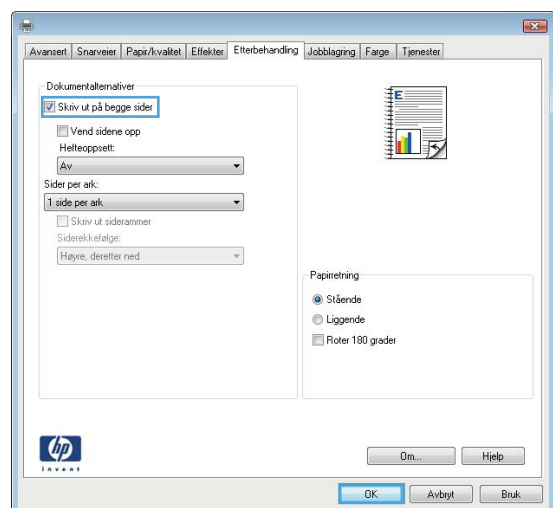 Avansert Snarveier Papir/kvalitet Effekter Etterbehandling Jobblagring Farge Tjenester
Dokumentalternativer
Skriv ut på begge sider
Vend sidene opp
Hefteoppsett:
Av
Sider per ark:
1 side per ark
Skriv ut siderammer
Siderekkefølge:
Høyre, deretter ned
E
Papirretning
Stående
Liggende
Roter 180 grader
hp
invent
Om... Hjelp
OK Avbryt Bruk